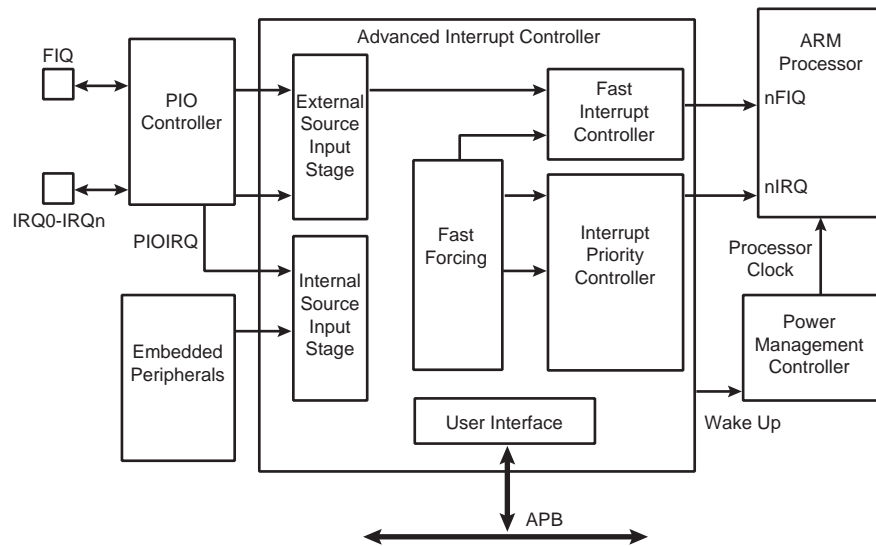 Advanced Interrupt Controller
ARM
Processor
FIQ
PIO
Controller
External
Source
Input
Stage
Fast
Interrupt
Controller
nFIQ
IRQ0-IRQn
PIOIRQ
Fast
Forcing
Interrupt
Priority
Controller
nIRQ
Processor
Clock
Internal
Source
Input
Stage
Embedded
Peripherals
Power
Management
Controller
User Interface
Wake Up
APB